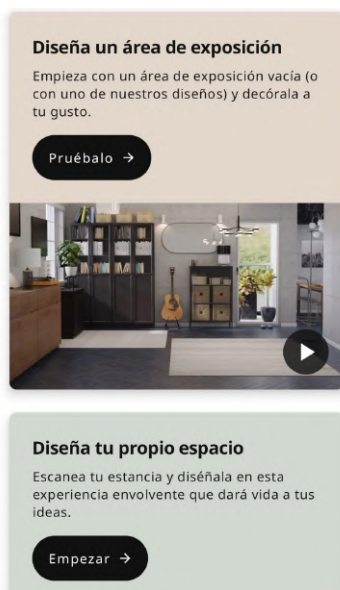 Diseña un área de exposición
Empieza con un área de exposición vacía (o
con uno de nuestros diseños) y decórala a
tu gusto.
Pruébalo →
Diseña tu propio espacio
Escanea tu estancia y diséñala en esta
experiencia envolvente que dará vida a tus
ideas.
Empezar →